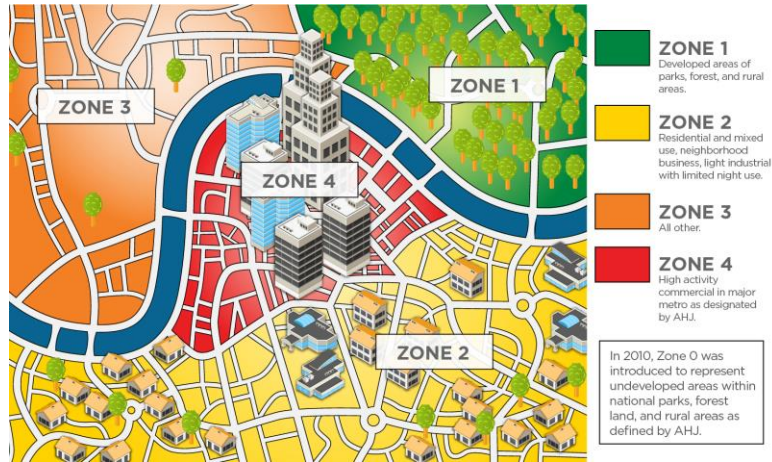 ZONE 3
ZONE 1
ZONE 4
ZONE 2
ZONE 1
Developed areas of
parks, forest, and rural
areas.
ZONE 2
Residential and mixed
use, neighborhood
business, light industrial
with limited night use.
ZONE 3
All other.
ZONE 4
High activity
commercial in major
metro as designated
by AHJ.
In 2010, Zone 0 was
introduced to represent
undeveloped areas within
national parks, forest
land, and rural areas as
defined by AHJ.